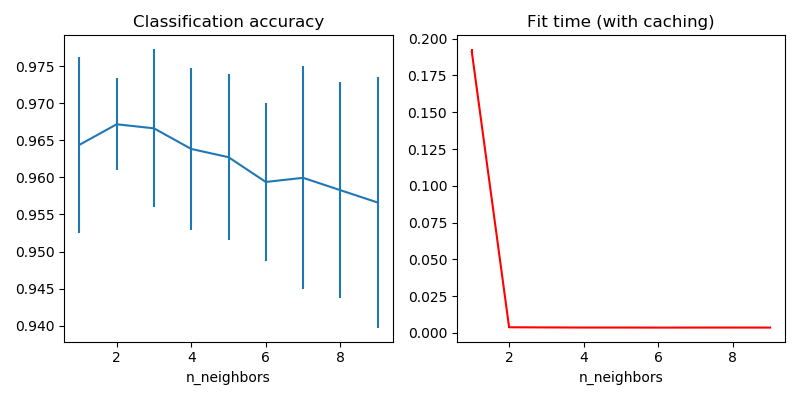 Classification accuracy
0.975
0.970
0.965
0.960
0.955
0.950
0.945
0.940
2 4 6 8
n_neighbors
Fit time (with caching)
0.200
0.175
0.150
0.125
0.100
0.075
0.050
0.025
0.000
2 4 6 8
n_neighbors